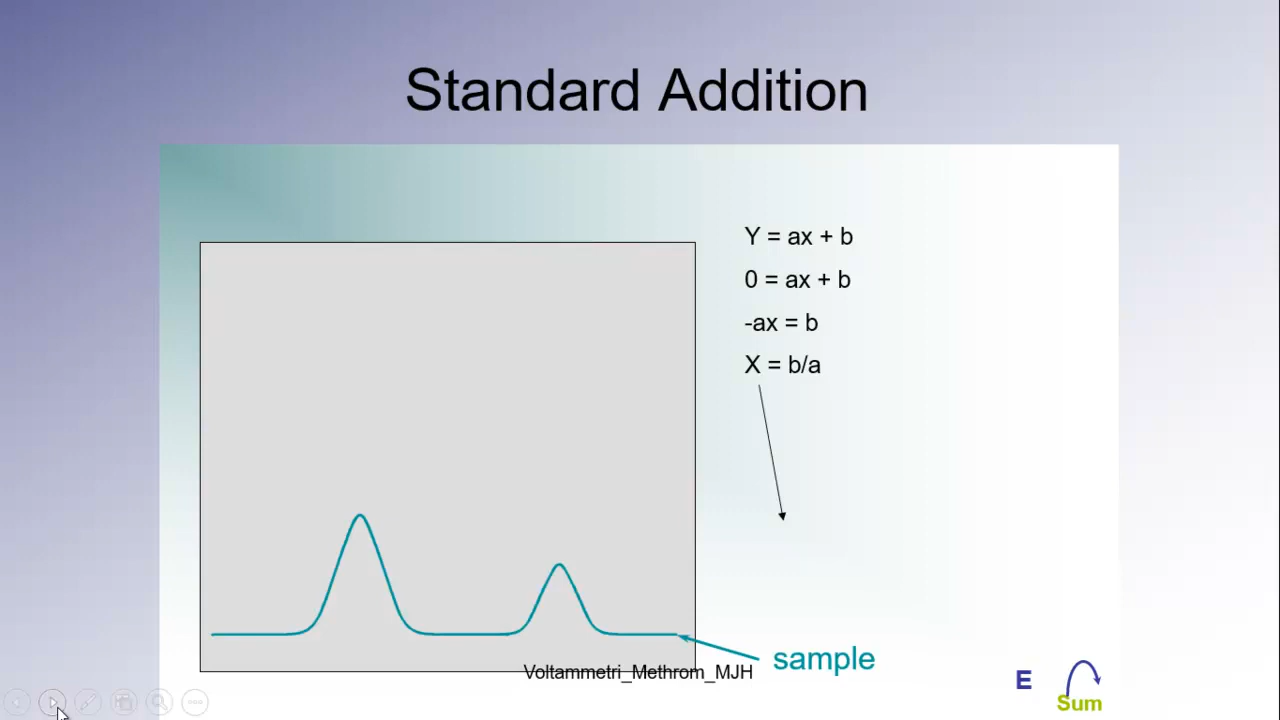 Standard Addition
Y = ax + b
0 = ax + b
-ax = b
X = b/a
sample
Voltammetri_Methrom_MJH
E
Sum